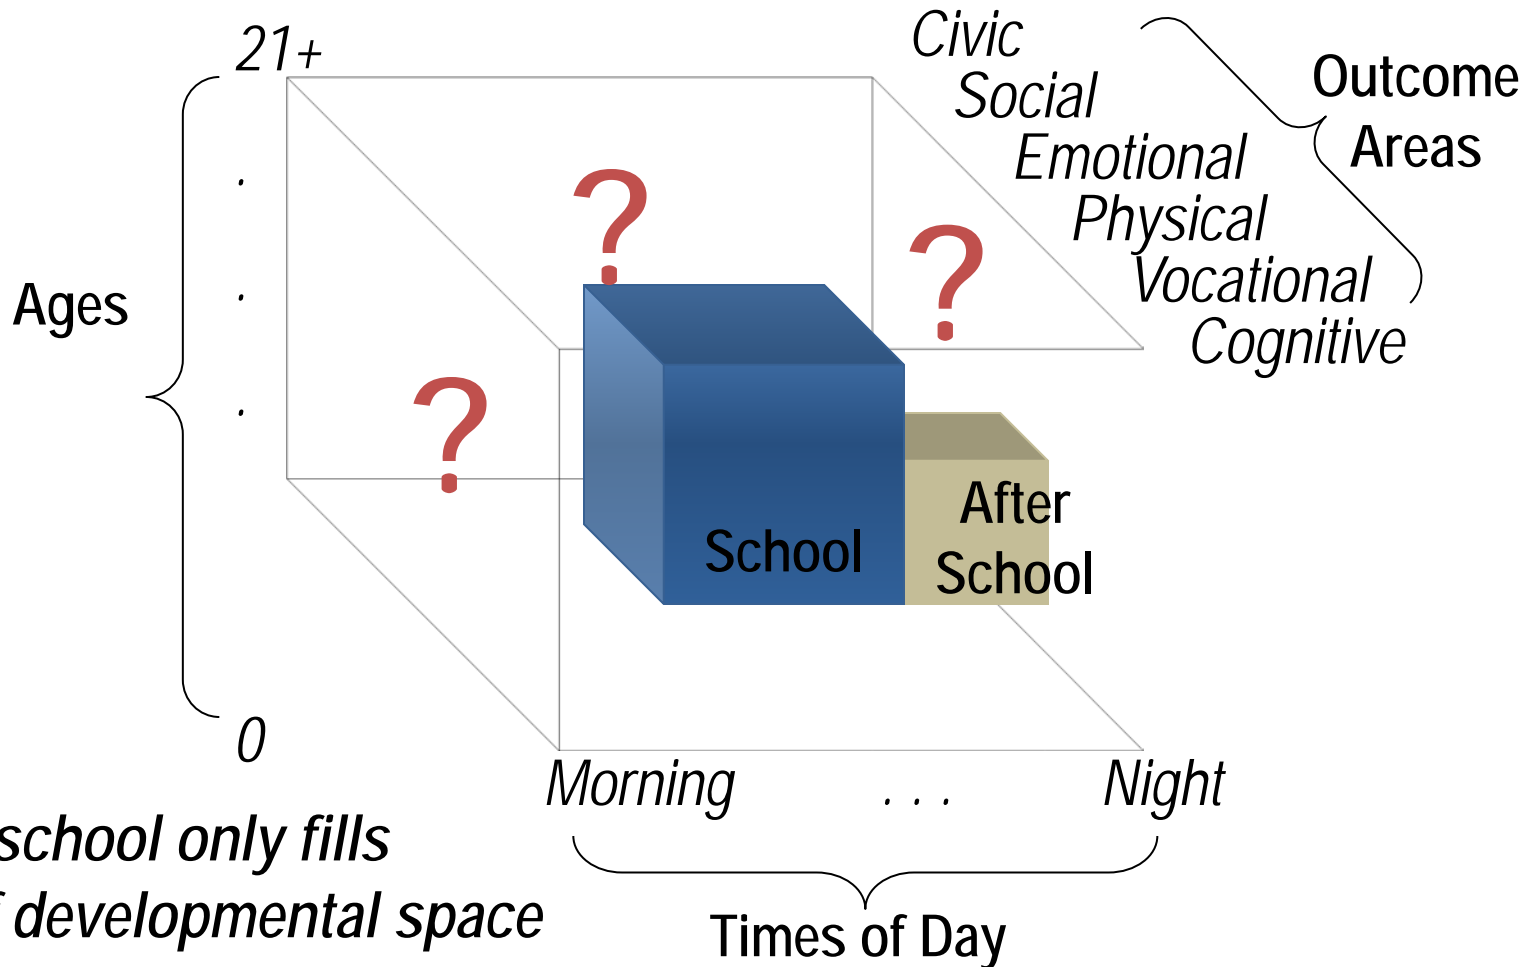 21+
.
.
.
0
Ages
Civic
Social
Emotional
Physical
Vocational
Cognitive
Outcome
Areas
?
?
?
School
After
School
Morning . . . Night
Times of Day
school only fills
developmental space